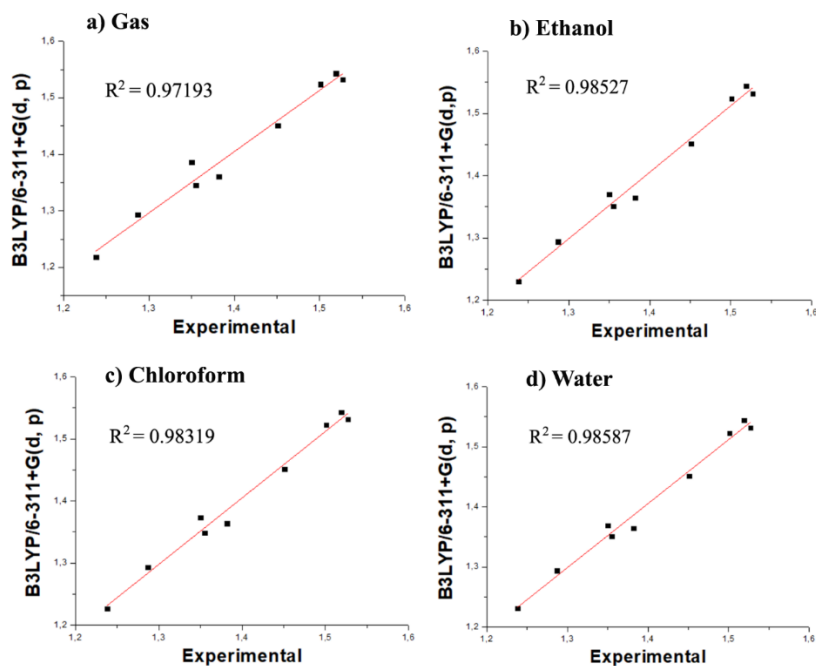 a) Gas
1,6
1,5
1,4
1,3
1,2
R² = 0.97193
B3LYP/6-311+G(d, p)
1,2 1,3 1,4 1,5 1,6
Experimental
b) Ethanol
1,6
1,5
1,4
1,3
1,2
R² = 0.98527
B3LYP/6-311+G(d,p)
1,2 1,3 1,4 1,5 1,6
Experimental
c) Chloroform
1,6
1,5
1,4
1,3
1,2
R² = 0.98319
B3LYP/6-311+G(d, p)
1,2 1,3 1,4 1,5 1,6
Experimental
d) Water
1,6
1,5
1,4
1,3
1,2
R² = 0.98587
B3LYP/6-311+G(d, p)
1,2 1,3 1,4 1,5 1,6
Experimental